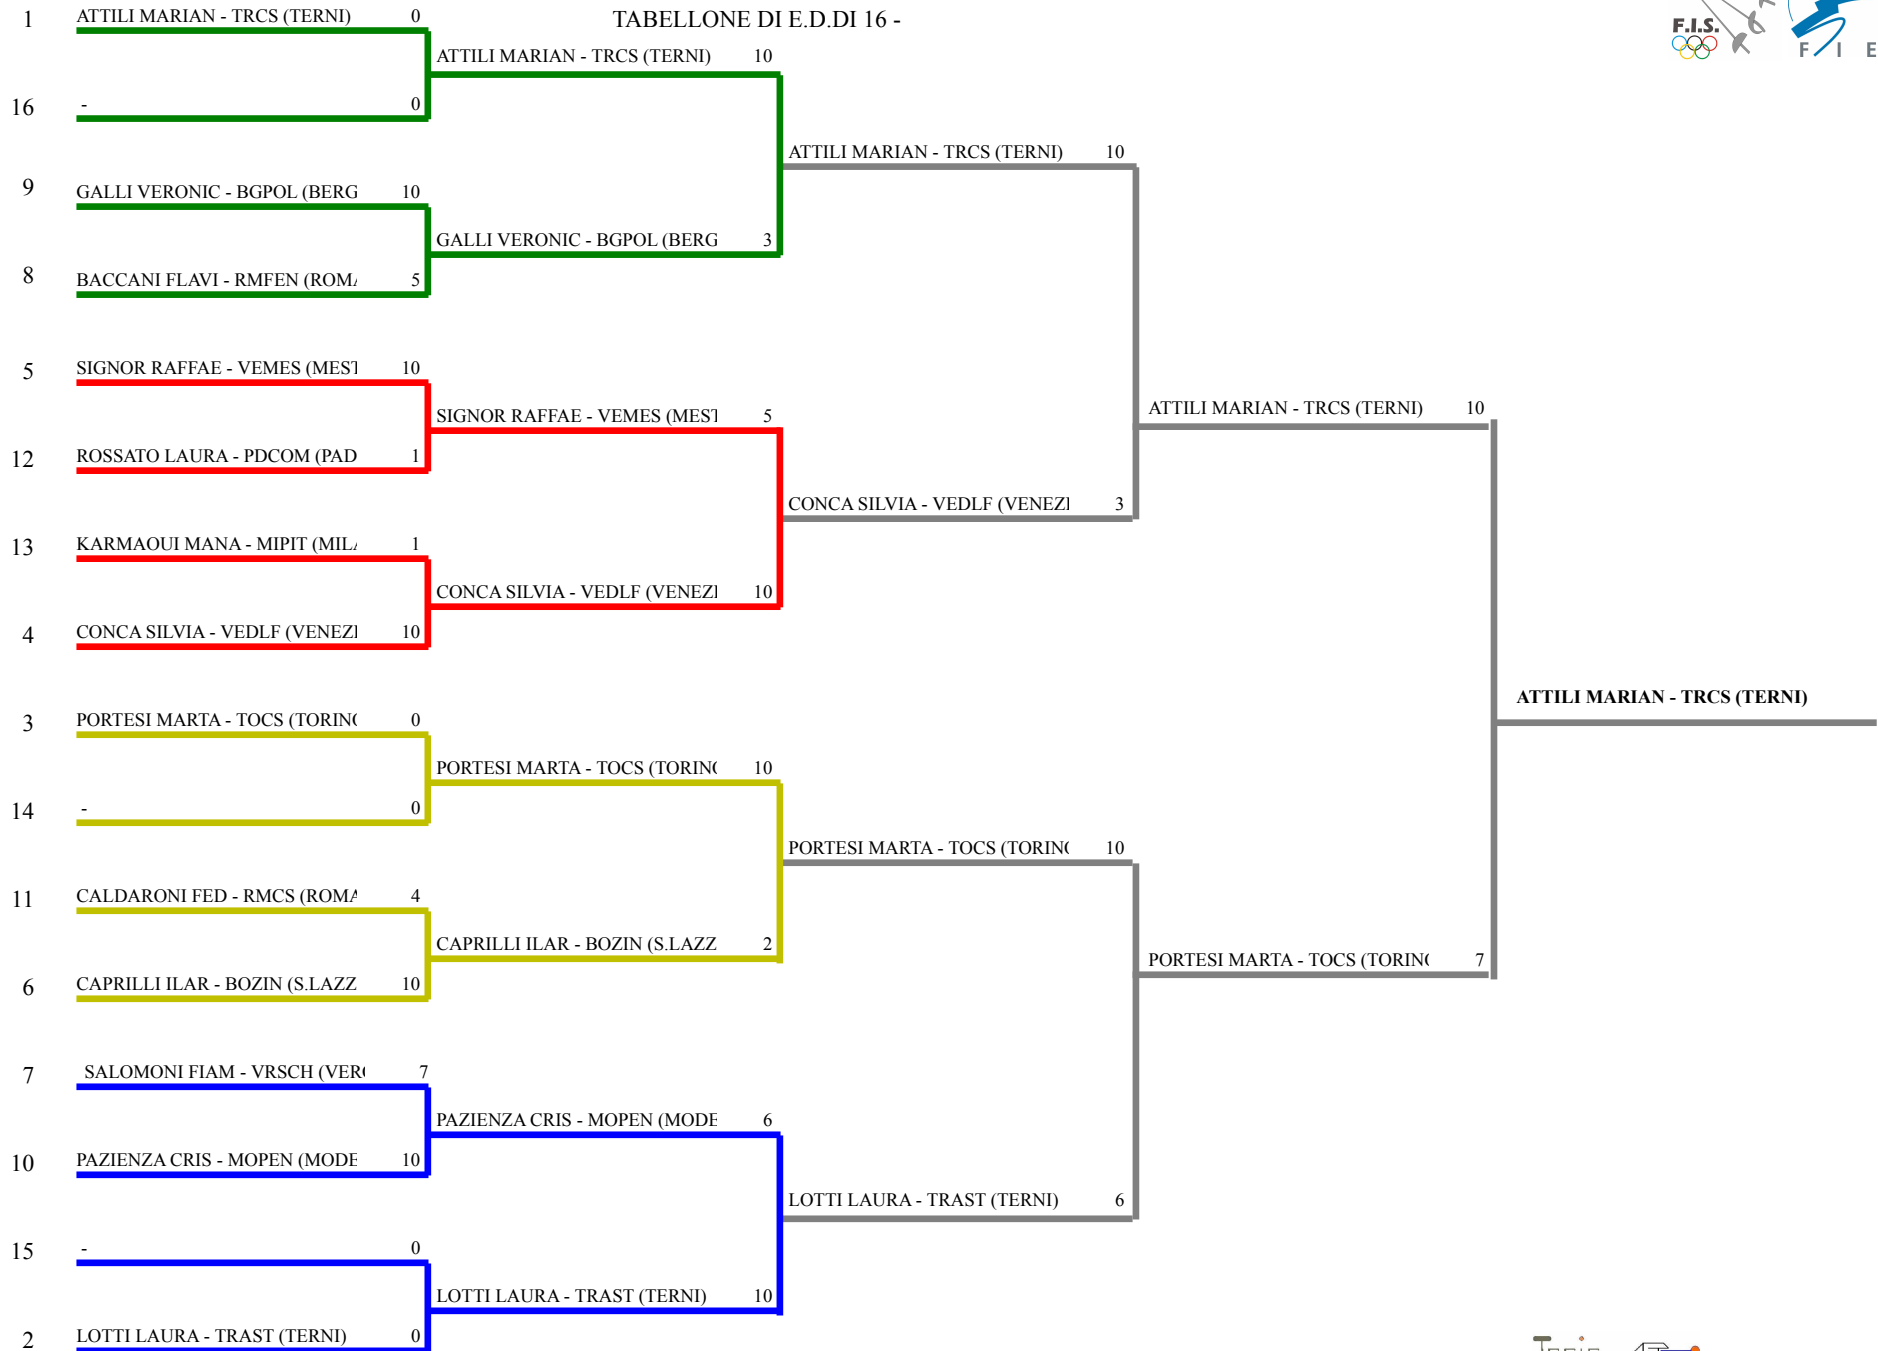 TABELLONE DI E.D.DI 16 -
F.I.S.
F I E
1 ATTILI MARIAN - TRCS (TERNI) 0
16 - 0
9 GALLI VERONIC - BGPOL (BERG 10
8 BACCANI FLAVI - RMFEN (ROMA 5
5 SIGNOR RAFFAE - VEMES (MEST 10
12 ROSSATO LAURA - PDCOM (PAD 1
13 KARMAOUI MANA - MIPIT (MILA 1
4 CONCA SILVIA - VEDLF (VENEZI 10
3 PORTESI MARTA - TOCS (TORINO 0
14 - 0
11 CALDARONI FED - RMCS (ROMA 4
6 CAPRILLI ILAR - BOZIN (S.LAZZ 10
7 SALOMONI FIAM - VRSCH (VERO 7
10 PAZIENZA CRIS - MOPEN (MODE 10
15 - 0
2 LOTTI LAURA - TRAST (TERNI) 0
ATTILI MARIAN - TRCS (TERNI) 10
GALLI VERONIC - BGPOL (BERG 3
SIGNOR RAFFAE - VEMES (MEST 5
CONCA SILVIA - VEDLF (VENEZI 10
PORTESI MARTA - TOCS (TORINO 10
CAPRILLI ILAR - BOZIN (S.LAZZ 2
PAZIENZA CRIS - MOPEN (MODE 6
LOTTI LAURA - TRAST (TERNI) 10
ATTILI MARIAN - TRCS (TERNI) 10
CONCA SILVIA - VEDLF (VENEZI 3
PORTESI MARTA - TOCS (TORINO 10
LOTTI LAURA - TRAST (TERNI) 6
ATTILI MARIAN - TRCS (TERNI) 10
PORTESI MARTA - TOCS (TORINO 7
ATTILI MARIAN - TRCS (TERNI)